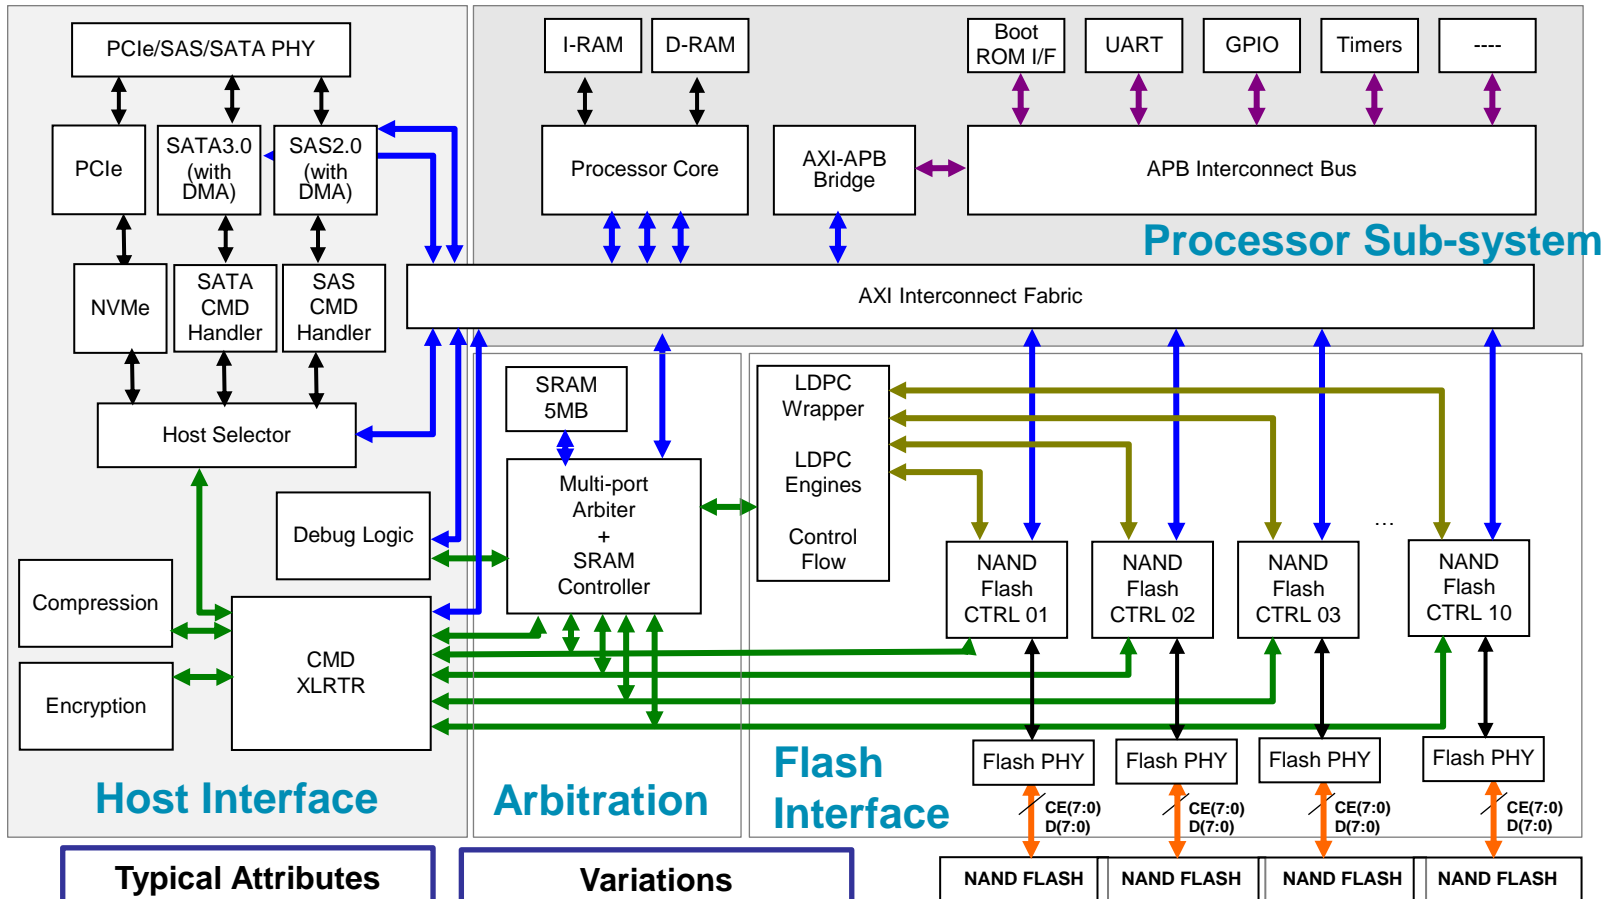 PCIe/SAS/SATA PHY
I-RAM
D-RAM
Boot
ROM I/F
UART
GPIO
Timers
----
PCIe
SATA3.0
(with
DMA)
SAS2.0
(with
DMA)
Processor Core
AXI-APB
Bridge
APB Interconnect Bus
Processor Sub-system
NVMe
SATA
CMD
Handler
SAS
CMD
Handler
AXI Interconnect Fabric
Host Selector
SRAM
5MB
LDPC
Wrapper
LDPC
Engines
Control
Flow
Multi-port
Arbiter
+
SRAM
Controller
Debug Logic
...
NAND
Flash
CTRL 01
NAND
Flash
CTRL 02
NAND
Flash
CTRL 03
NAND
Flash
CTRL 10
Compression
Encryption
CMD
XLRTR
Flash PHY
Flash PHY
Flash PHY
Flash PHY
Host Interface
Arbitration
Flash
Interface
CE(7:0)
D(7:0)
CE(7:0)
D(7:0)
CE(7:0)
D(7:0)
CE(7:0)
D(7:0)
Typical Attributes
Variations
NAND FLASH
NAND FLASH
NAND FLASH
NAND FLASH